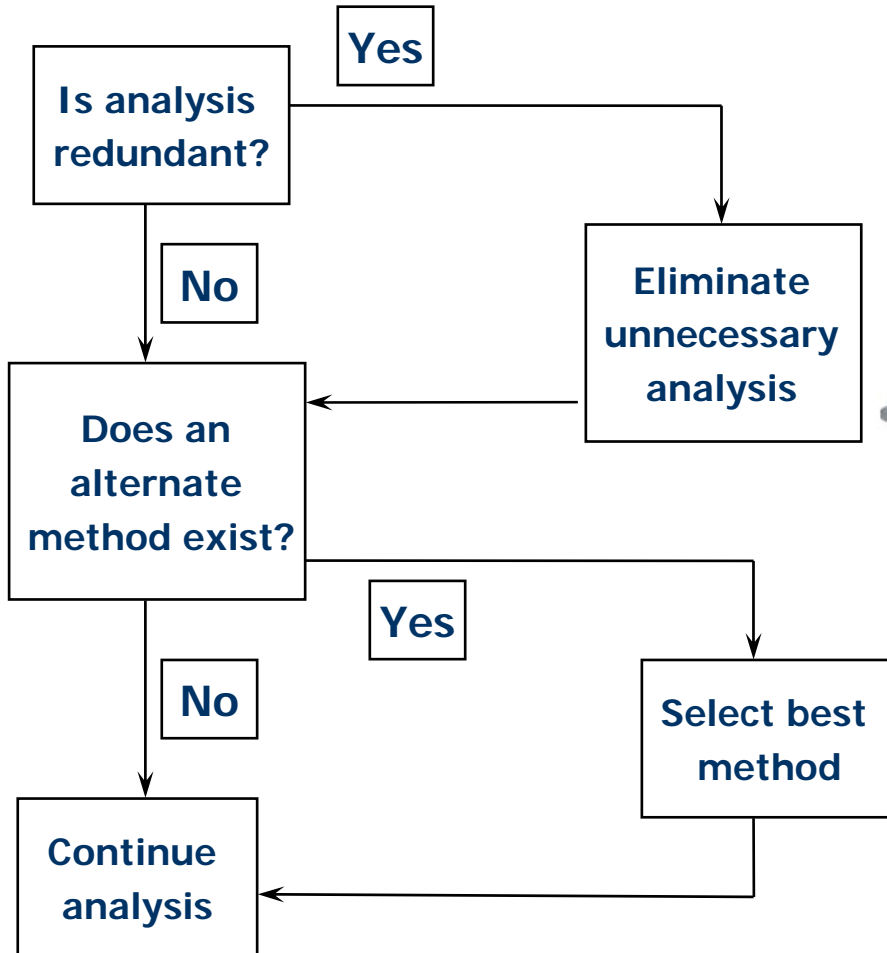 Yes
Is analysis
redundant?
No
Eliminate
unnecessary
analysis
Does an
alternate
method exist?
Yes
No
Select best
method
Continue
analysis